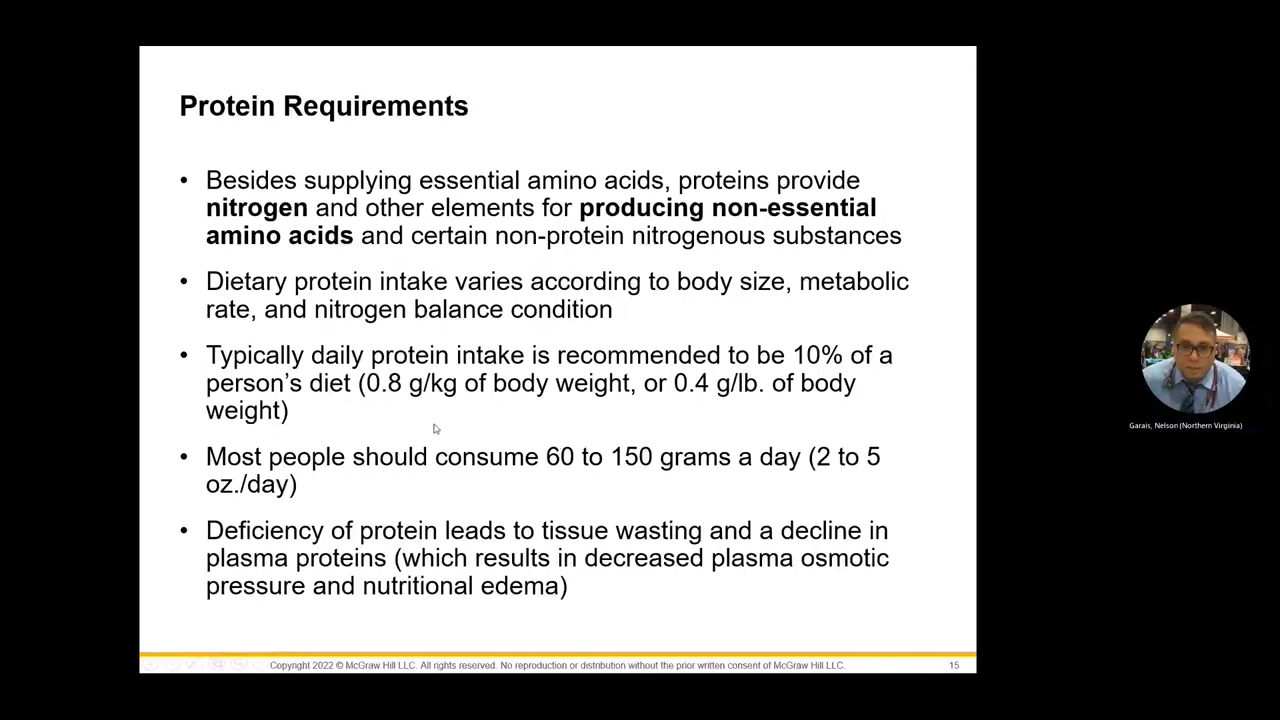 Protein Requirements
• Besides supplying essential amino acids, proteins provide
nitrogen and other elements for producing non-essential
amino acids and certain non-protein nitrogenous substances
• Dietary protein intake varies according to body size, metabolic
rate, and nitrogen balance condition
• Typically daily protein intake is recommended to be 10% of a
person’s diet (0.8 g/kg of body weight, or 0.4 g/lb. of body
weight)
• Most people should consume 60 to 150 grams a day (2 to 5
oz./day)
• Deficiency of protein leads to tissue wasting and a decline in
plasma proteins (which results in decreased plasma osmotic
pressure and nutritional edema)
Copyright 2022 © McGraw Hill LLC. All rights reserved. No reproduction or distribution without the prior written consent of McGraw Hill LLC.
15
Garais, Nelson (Northern Virginia)